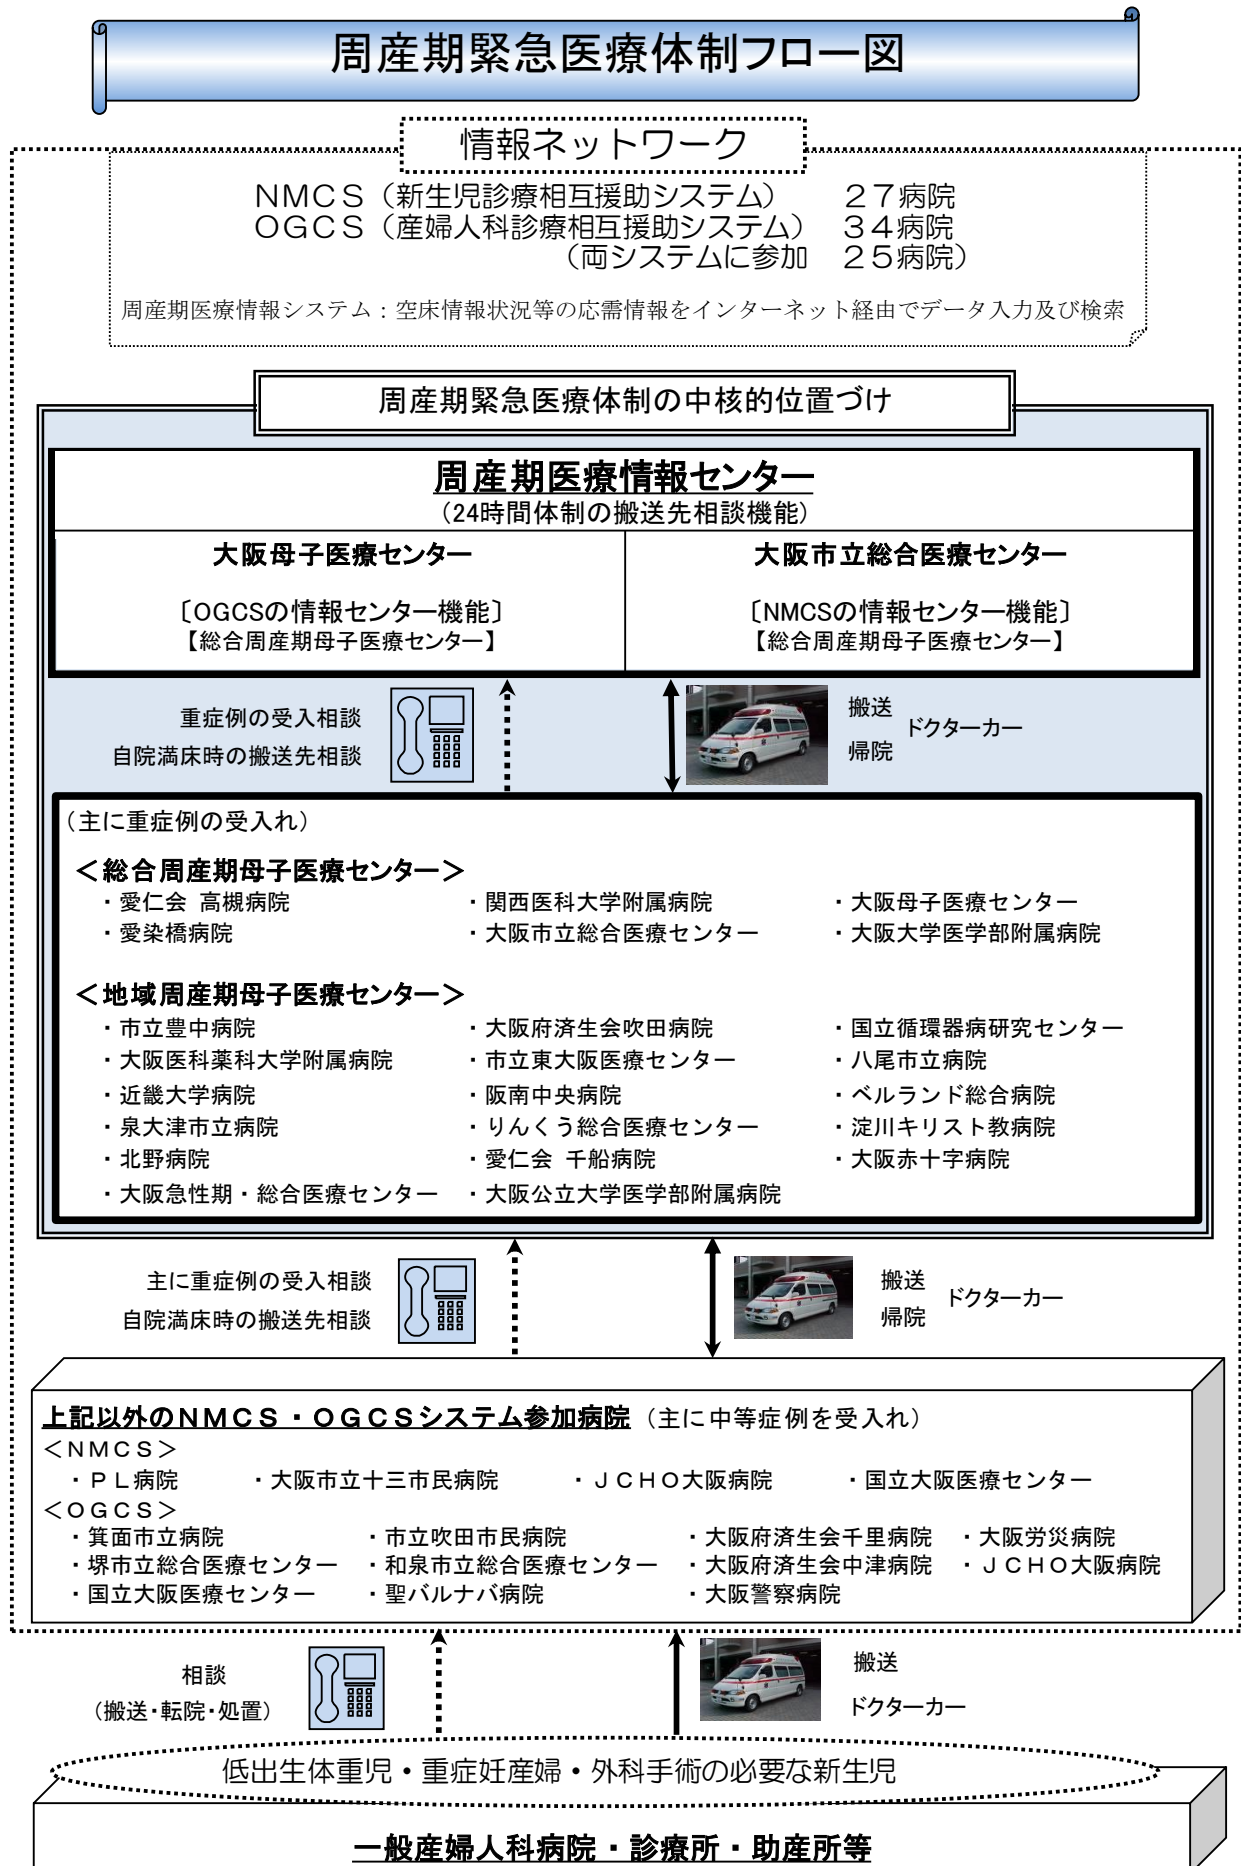 周産期緊急医療体制フロー図
情報ネットワーク
ＮＭＣＳ（新生児診療相互援助システム）　２７病院
ＯＧＣＳ（産婦人科診療相互援助システム）　３４病院
（両システムに参加　２５病院）
周産期医療情報システム：空床情報状況等の応需情報をインターネット経由でデータ入力及び検索
周産期緊急医療体制の中核的位置づけ
周産期医療情報センター
（24時間体制の搬送先相談機能）
大阪母子医療センター　大阪市立総合医療センター
〔OGCSの情報センター機能〕　〔NMCSの情報センター機能〕
【総合周産期母子医療センター】　【総合周産期母子医療センター】
重症例の受入相談　搬送
自院満床時の搬送先相談　帰院　ドクターカー
（主に重症例の受入れ）
＜総合周産期母子医療センター＞
・愛仁会 高槻病院　・関西医科大学附属病院　・大阪母子医療センター
・愛染橋病院　・大阪市立総合医療センター　・大阪大学医学部附属病院
＜地域周産期母子医療センター＞
・市立豊中病院　・大阪府済生会吹田病院　・国立循環器病研究センター
・大阪医科薬科大学附属病院　・市立東大阪医療センター　・八尾市立病院
・近畿大学病院　・阪南中央病院　・ベルランド総合病院
・泉大津市立病院　・りんくう総合医療センター　・淀川キリスト教病院
・北野病院　・愛仁会 千船病院　・大阪赤十字病院
・大阪急性期・総合医療センター　・大阪公立大学医学部附属病院
主に重症例の受入相談　搬送
自院満床時の搬送先相談　帰院　ドクターカー
上記以外のＮＭＣＳ・ＯＧＣＳシステム参加病院（主に中等症例を受入れ）
＜ＮＭＣＳ＞
・ＰＬ病院　・大阪市立十三市民病院　・ＪＣＨＯ大阪病院　・国立大阪医療センター
＜ＯＧＣＳ＞
・箕面市立病院　・市立吹田市民病院　・大阪府済生会千里病院　・大阪労災病院
・堺市立総合医療センター　・和泉市立総合医療センター　・大阪府済生会中津病院　・ＪＣＨＯ大阪病院
・国立大阪医療センター　・聖バルナバ病院　・大阪警察病院
相談　搬送
（搬送・転院・処置）　ドクターカー
低出生体重児・重症妊産婦・外科手術の必要な新生児
一般産婦人科病院・診療所・助産所等